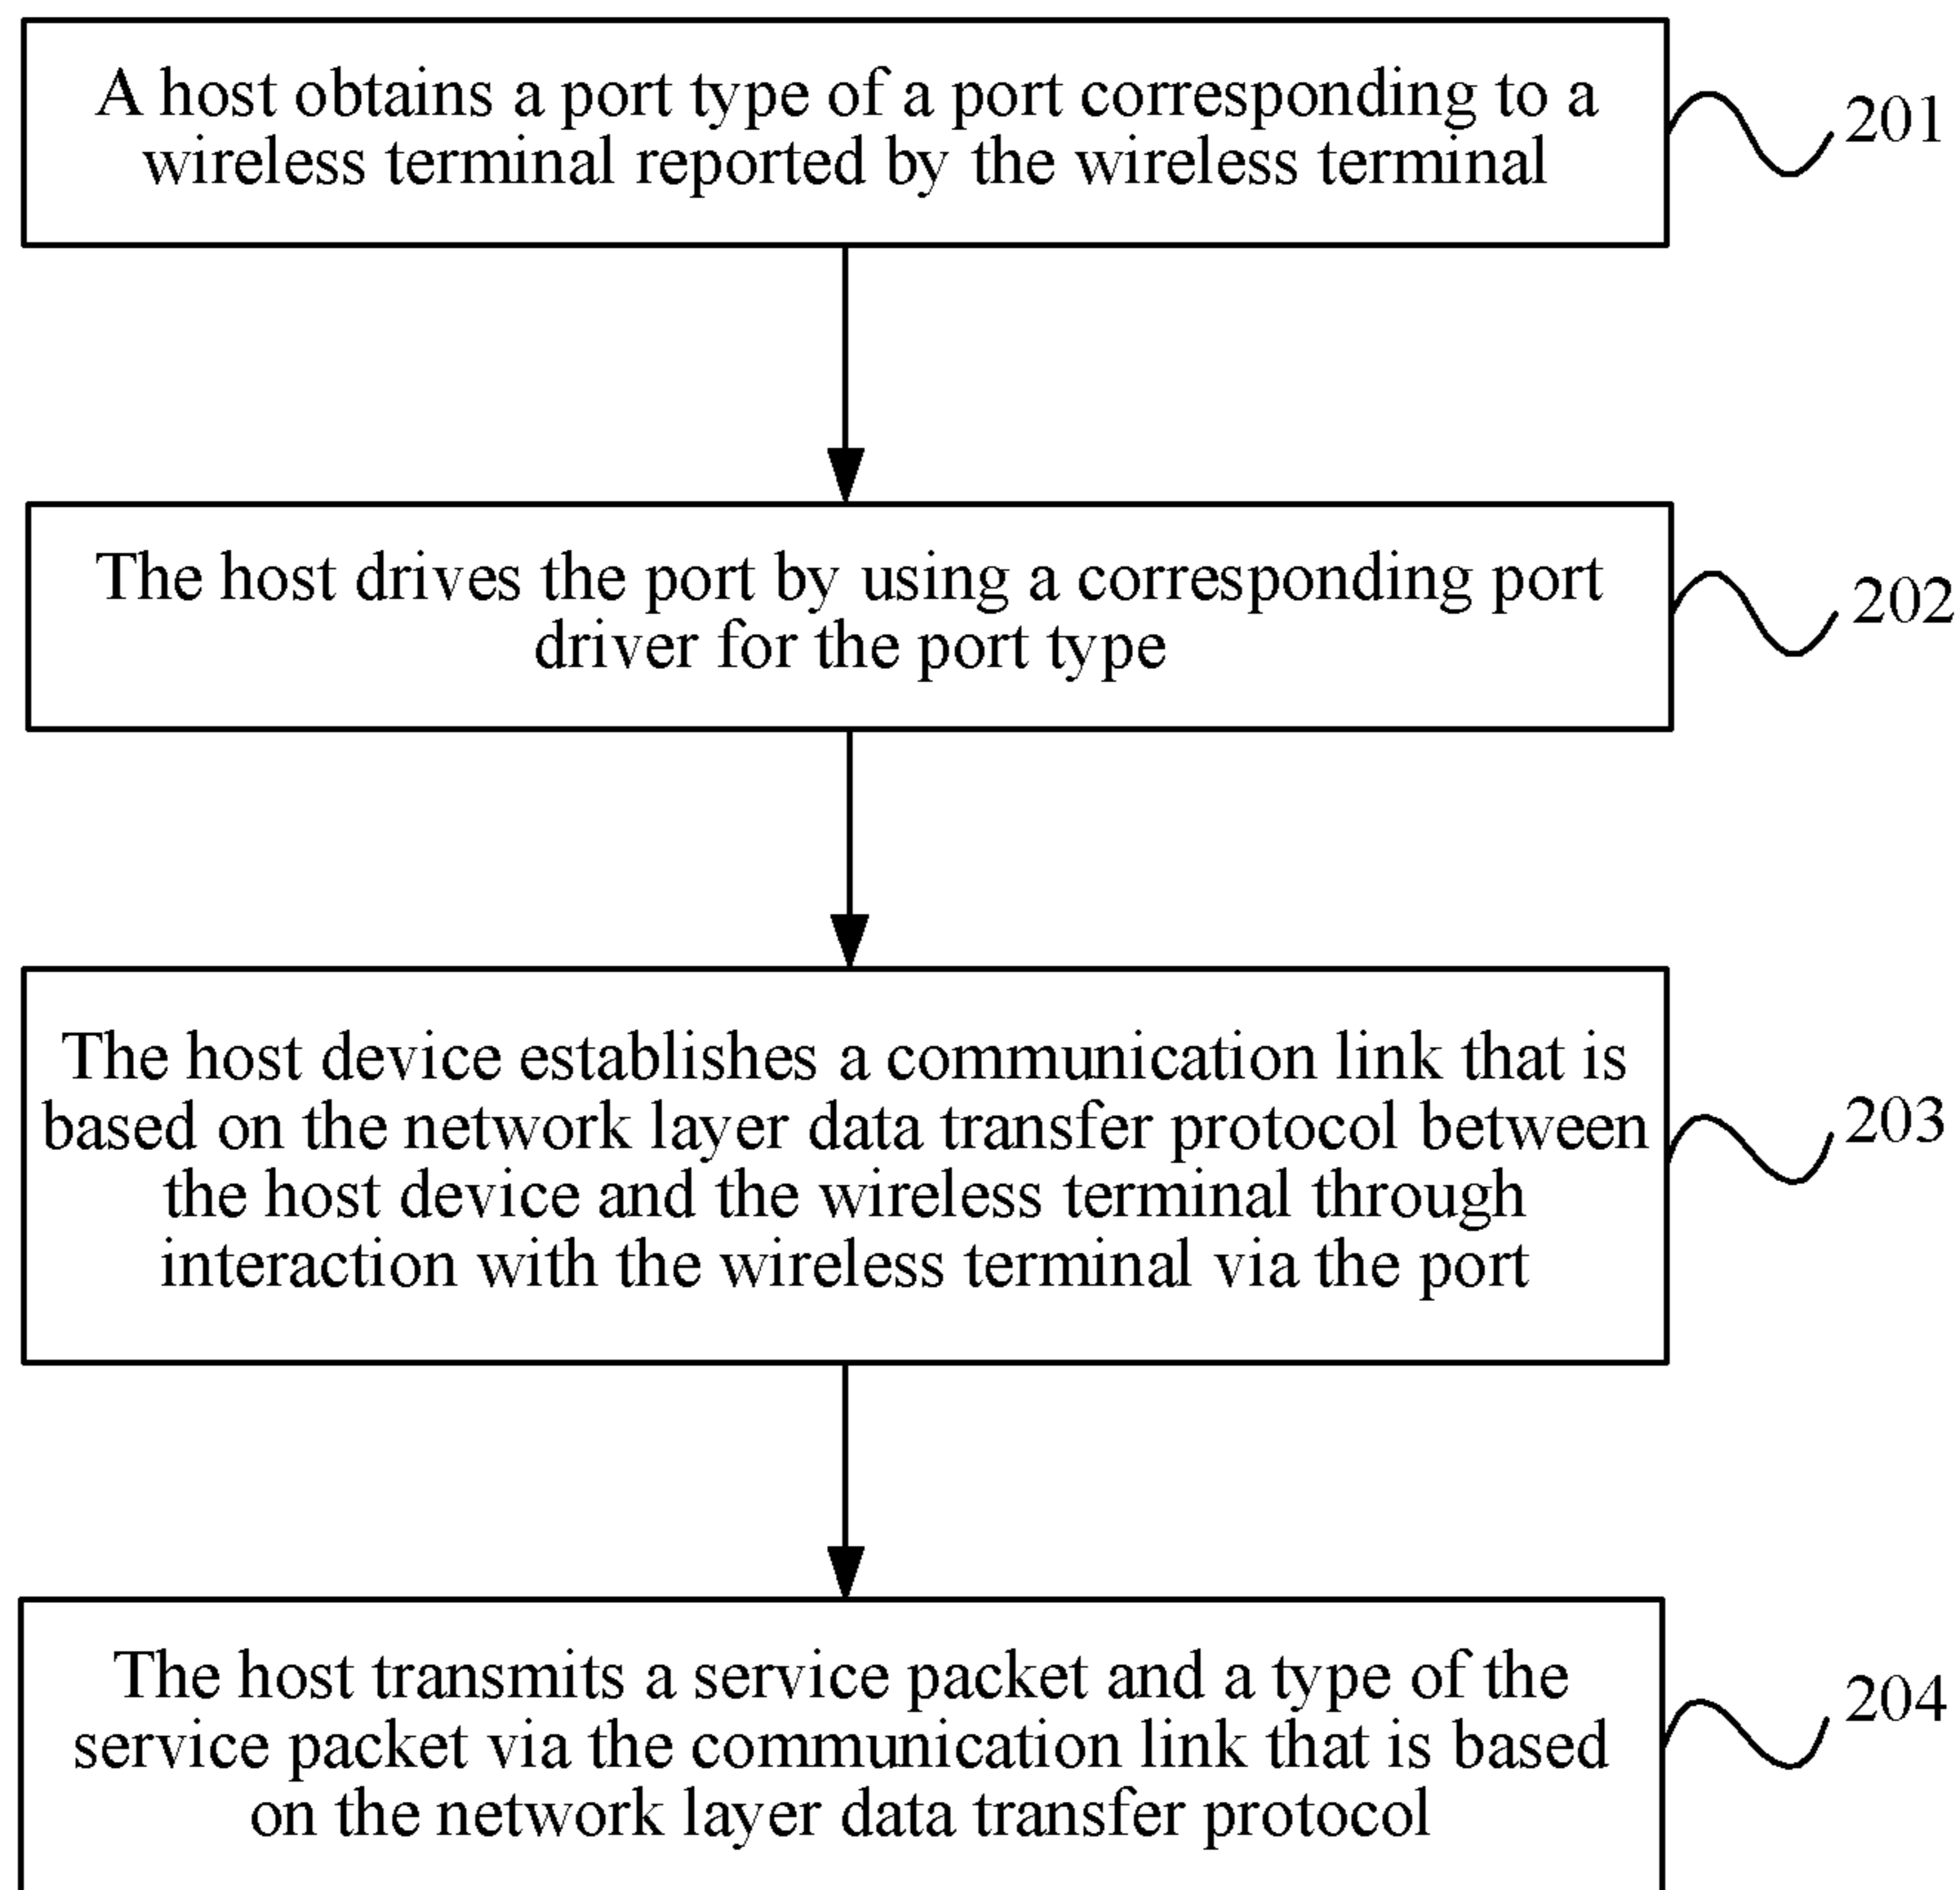 A host obtains a port type of a port corresponding to a
wireless terminal reported by the wireless terminal
201
The host drives the port by using a corresponding port
driver for the port type
202
The host device establishes a communication link that is
based on the network layer data transfer protocol between
the host device and the wireless terminal through
interaction with the wireless terminal via the port
203
The host transmits a service packet and a type of the
service packet via the communication link that is based
on the network layer data transfer protocol
204